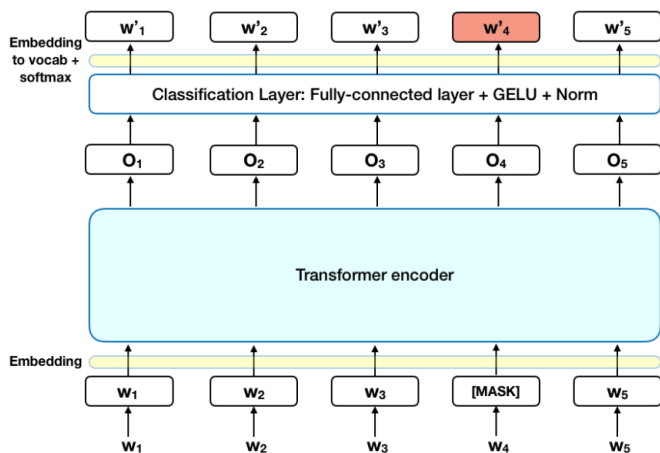 w'1 w'2 w'3 w'4 w'5
Embedding
to vocab +
softmax
Classification Layer: Fully-connected layer + GELU + Norm
O1 O2 O3 O4 O5
Transformer encoder
Embedding
W1 W2 W3 [MASK] W5
W1 W2 W3 W4 W5